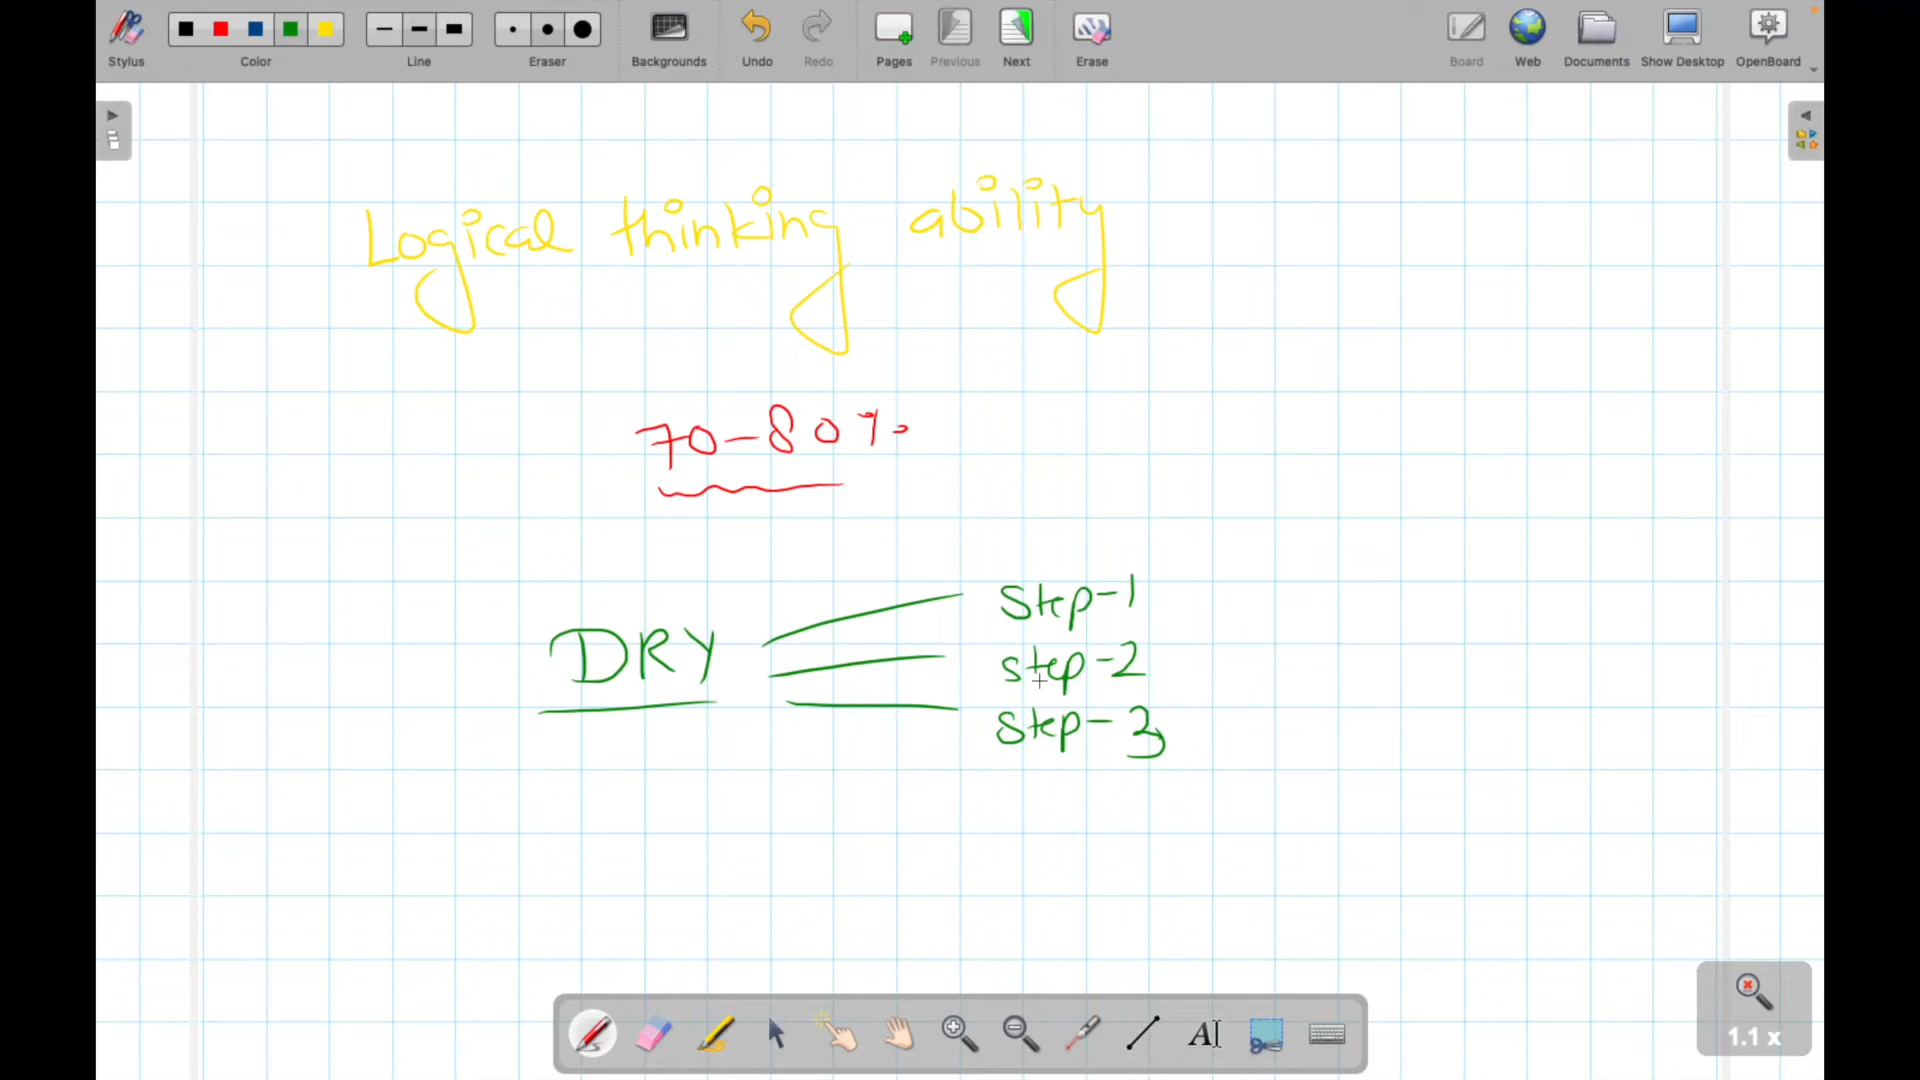 Stylus Color Line Eraser Backgrounds Undo Redo Pages Previous Next Erase Board Web Documents Show Desktop OpenBoard
Logical thinking ability
70-80%
Step-1
DRY
step-2
Step-3
AI
1.1 x